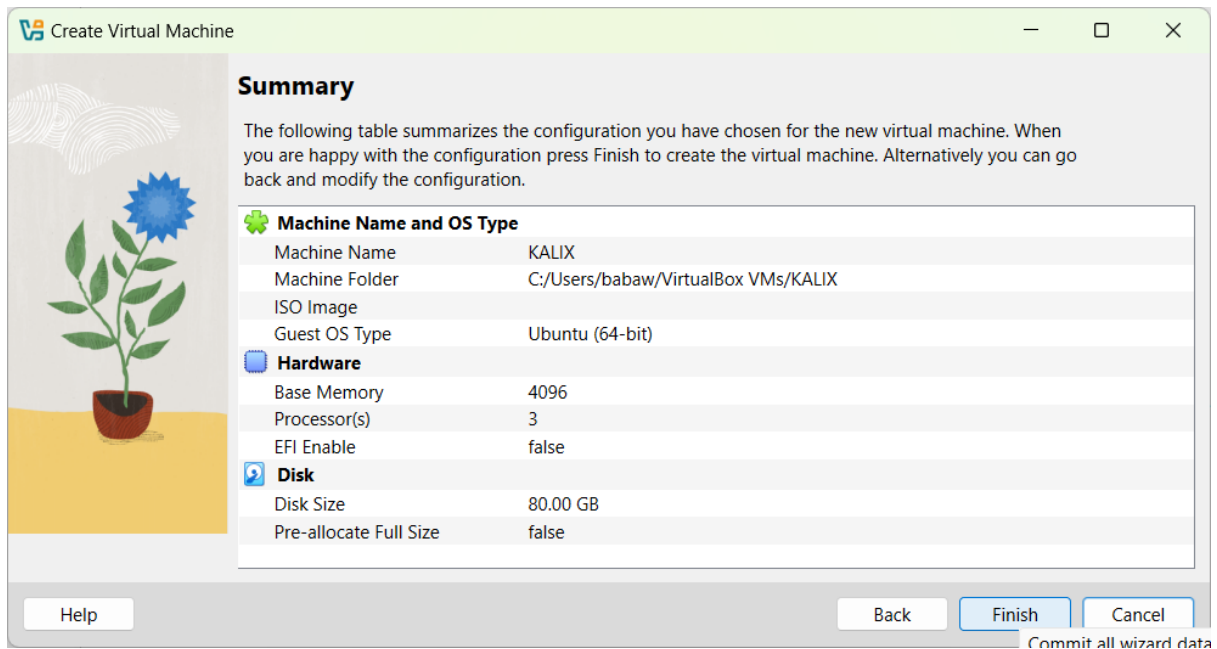 Create Virtual Machine
Summary
The following table summarizes the configuration you have chosen for the new virtual machine. When
you are happy with the configuration press Finish to create the virtual machine. Alternatively you can go
back and modify the configuration.
Machine Name and OS Type
Machine Name KALIX
Machine Folder C:/Users/babaw/VirtualBox VMs/KALIX
ISO Image
Guest OS Type Ubuntu (64-bit)
Hardware
Base Memory 4096
Processor(s) 3
EFI Enable false
Disk
Disk Size 80.00 GB
Pre-allocate Full Size false
Help Back Finish Cancel
Commit all wizard data